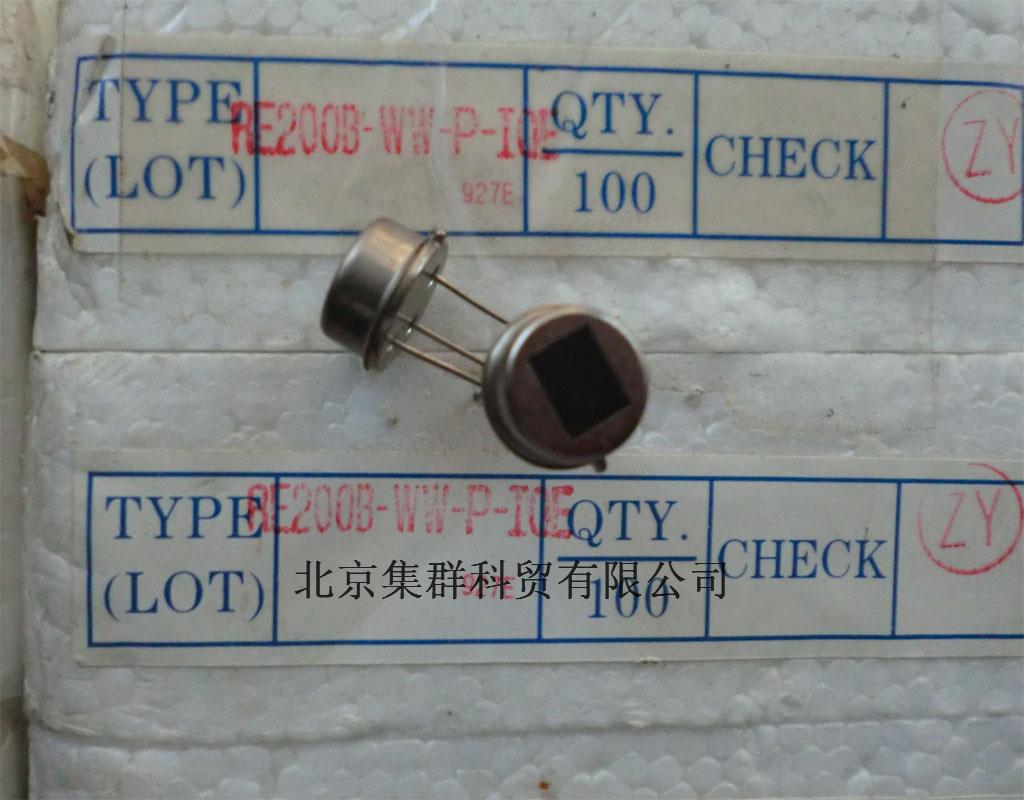 TYPE
(LOT)
RE200B-WW-P-IQE
927E
QTY.
100
CHECK
ZY
TYPE
(LOT)
RE200B-WW-P-IQE
927E
QTY.
100
CHECK
ZY
北京集群科贸有限公司